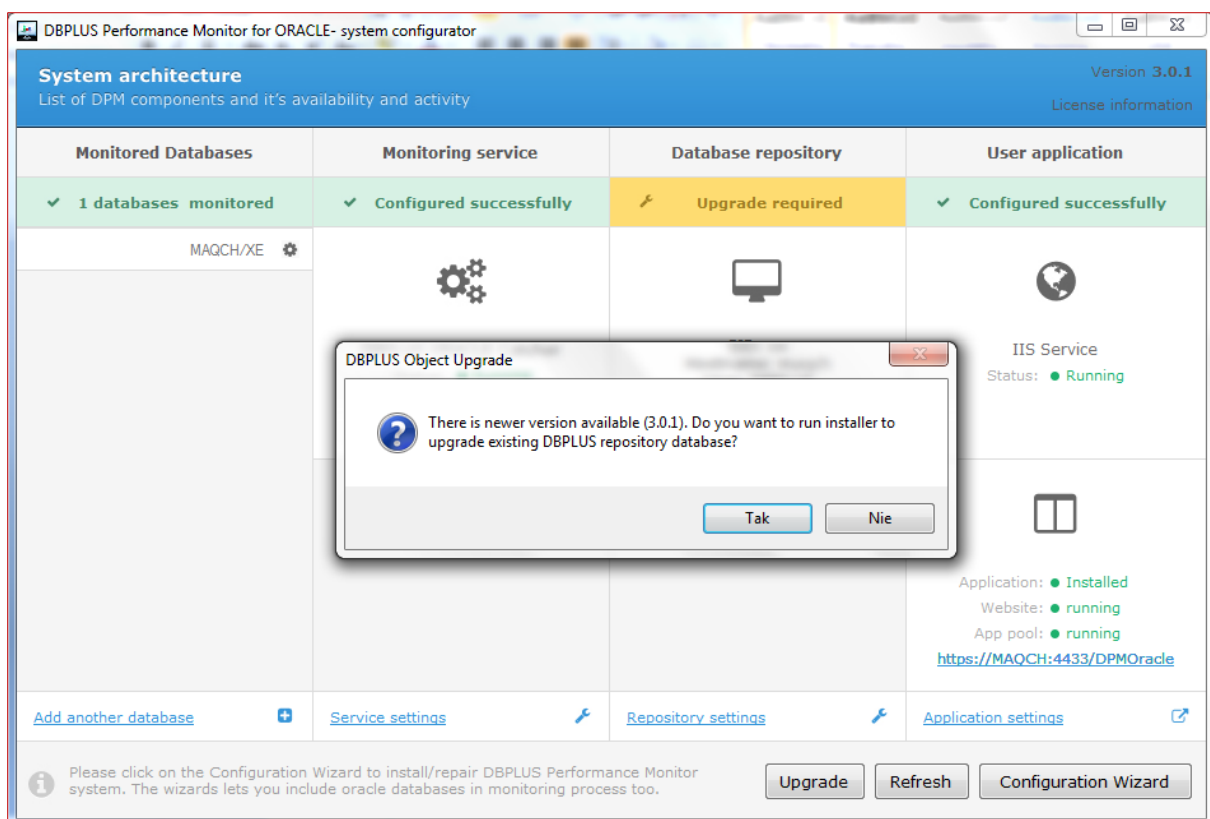 DBPLUS Performance Monitor for ORACLE- system configurator
System architecture
Version 3.0.1
List of DPM components and it's availability and activity
License information
Monitored Databases
Monitoring service
Database repository
User application
1 databases monitored
Configured successfully
Upgrade required
Configured successfully
MAQCH/XE
IIS Service
Status: Running
DBPLUS Object Upgrade
There is newer version available (3.0.1). Do you want to run installer to
upgrade existing DBPLUS repository database?
Tak
Nie
Application: Installed
Website: running
App pool: running
https://MAQCH:4433/DPMOracle
Add another database
Service settings
Repository settings
Application settings
Please click on the Configuration Wizard to install/repair DBPLUS Performance Monitor
system. The wizards lets you include oracle databases in monitoring process too.
Upgrade
Refresh
Configuration Wizard